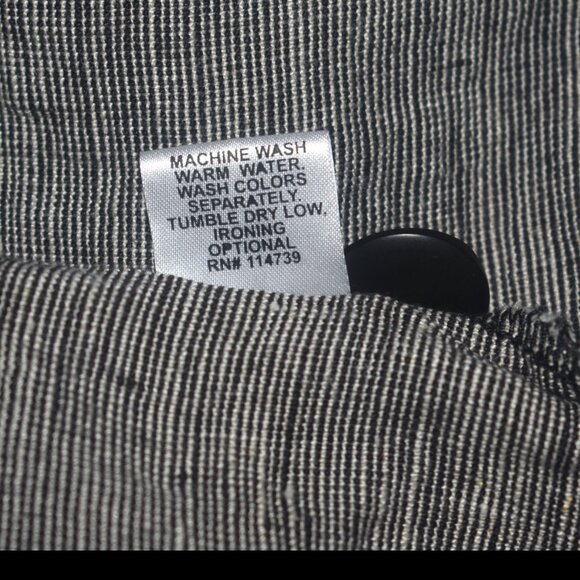 MACHINE WASH
WARM WATER.
WASH COLORS
SEPARATELY.
TUMBLE DRY LOW.
IRONING
OPTIONAL
RN# 114739